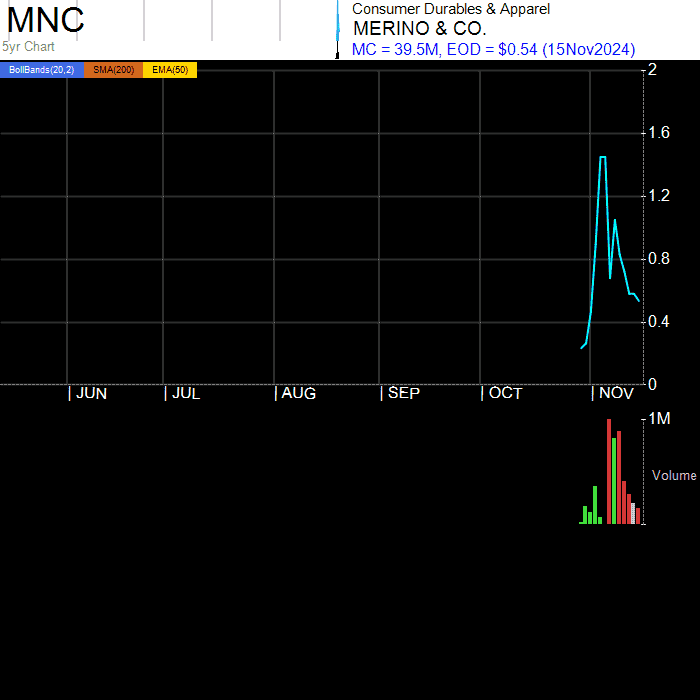 MNC
5yr Chart
Consumer Durables & Apparel
MERINO & CO.
MC = 39.5M, EOD = $0.54 (15Nov2024)
BollBands(20,2) SMA(200) EMA(50)
2
1.6
1.2
0.8
0.4
0
| JUN | JUL | AUG | SEP | OCT | NOV
1M
Volume